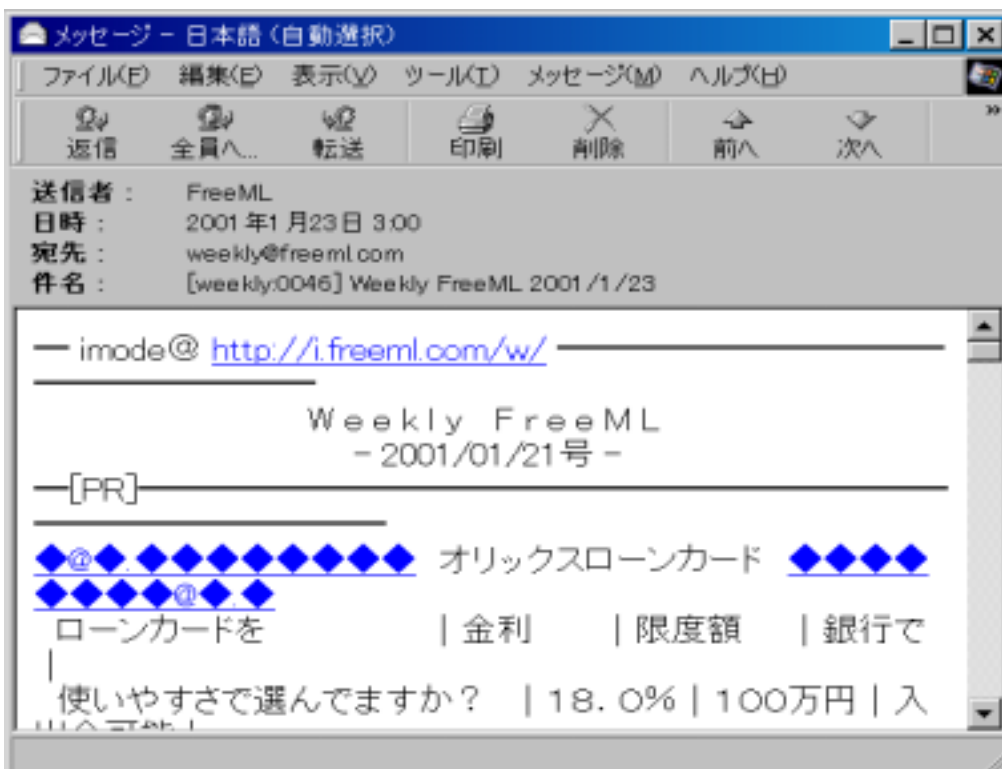 メッセージ - 日本語 (自動選択)
ファイル(F) 編集(E) 表示(V) ツール(T) メッセージ(M) ヘルプ(H)
返信 全員へ... 転送 印刷 削除 前へ 次へ »
送信者： FreeML
日時： 2001年1月23日 3:00
宛先： weekly@freeml.com
件名： [weekly:0046] Weekly FreeML 2001/1/23
── imode@ http://i.freeml.com/w/ ──────────
Ｗｅｅｋｌｙ　ＦｒｅｅＭＬ
－2001/01/21号－
──[PR]──────────
◆@◆.◆◆◆◆◆◆◆◆◆ オリックスローンカード ◆◆◆◆
◆◆◆◆@◆.◆
ローンカードを ｜金利 ｜限度額 ｜銀行で
｜
使いやすさで選んでますか？ ｜１８．０％｜１００万円｜入